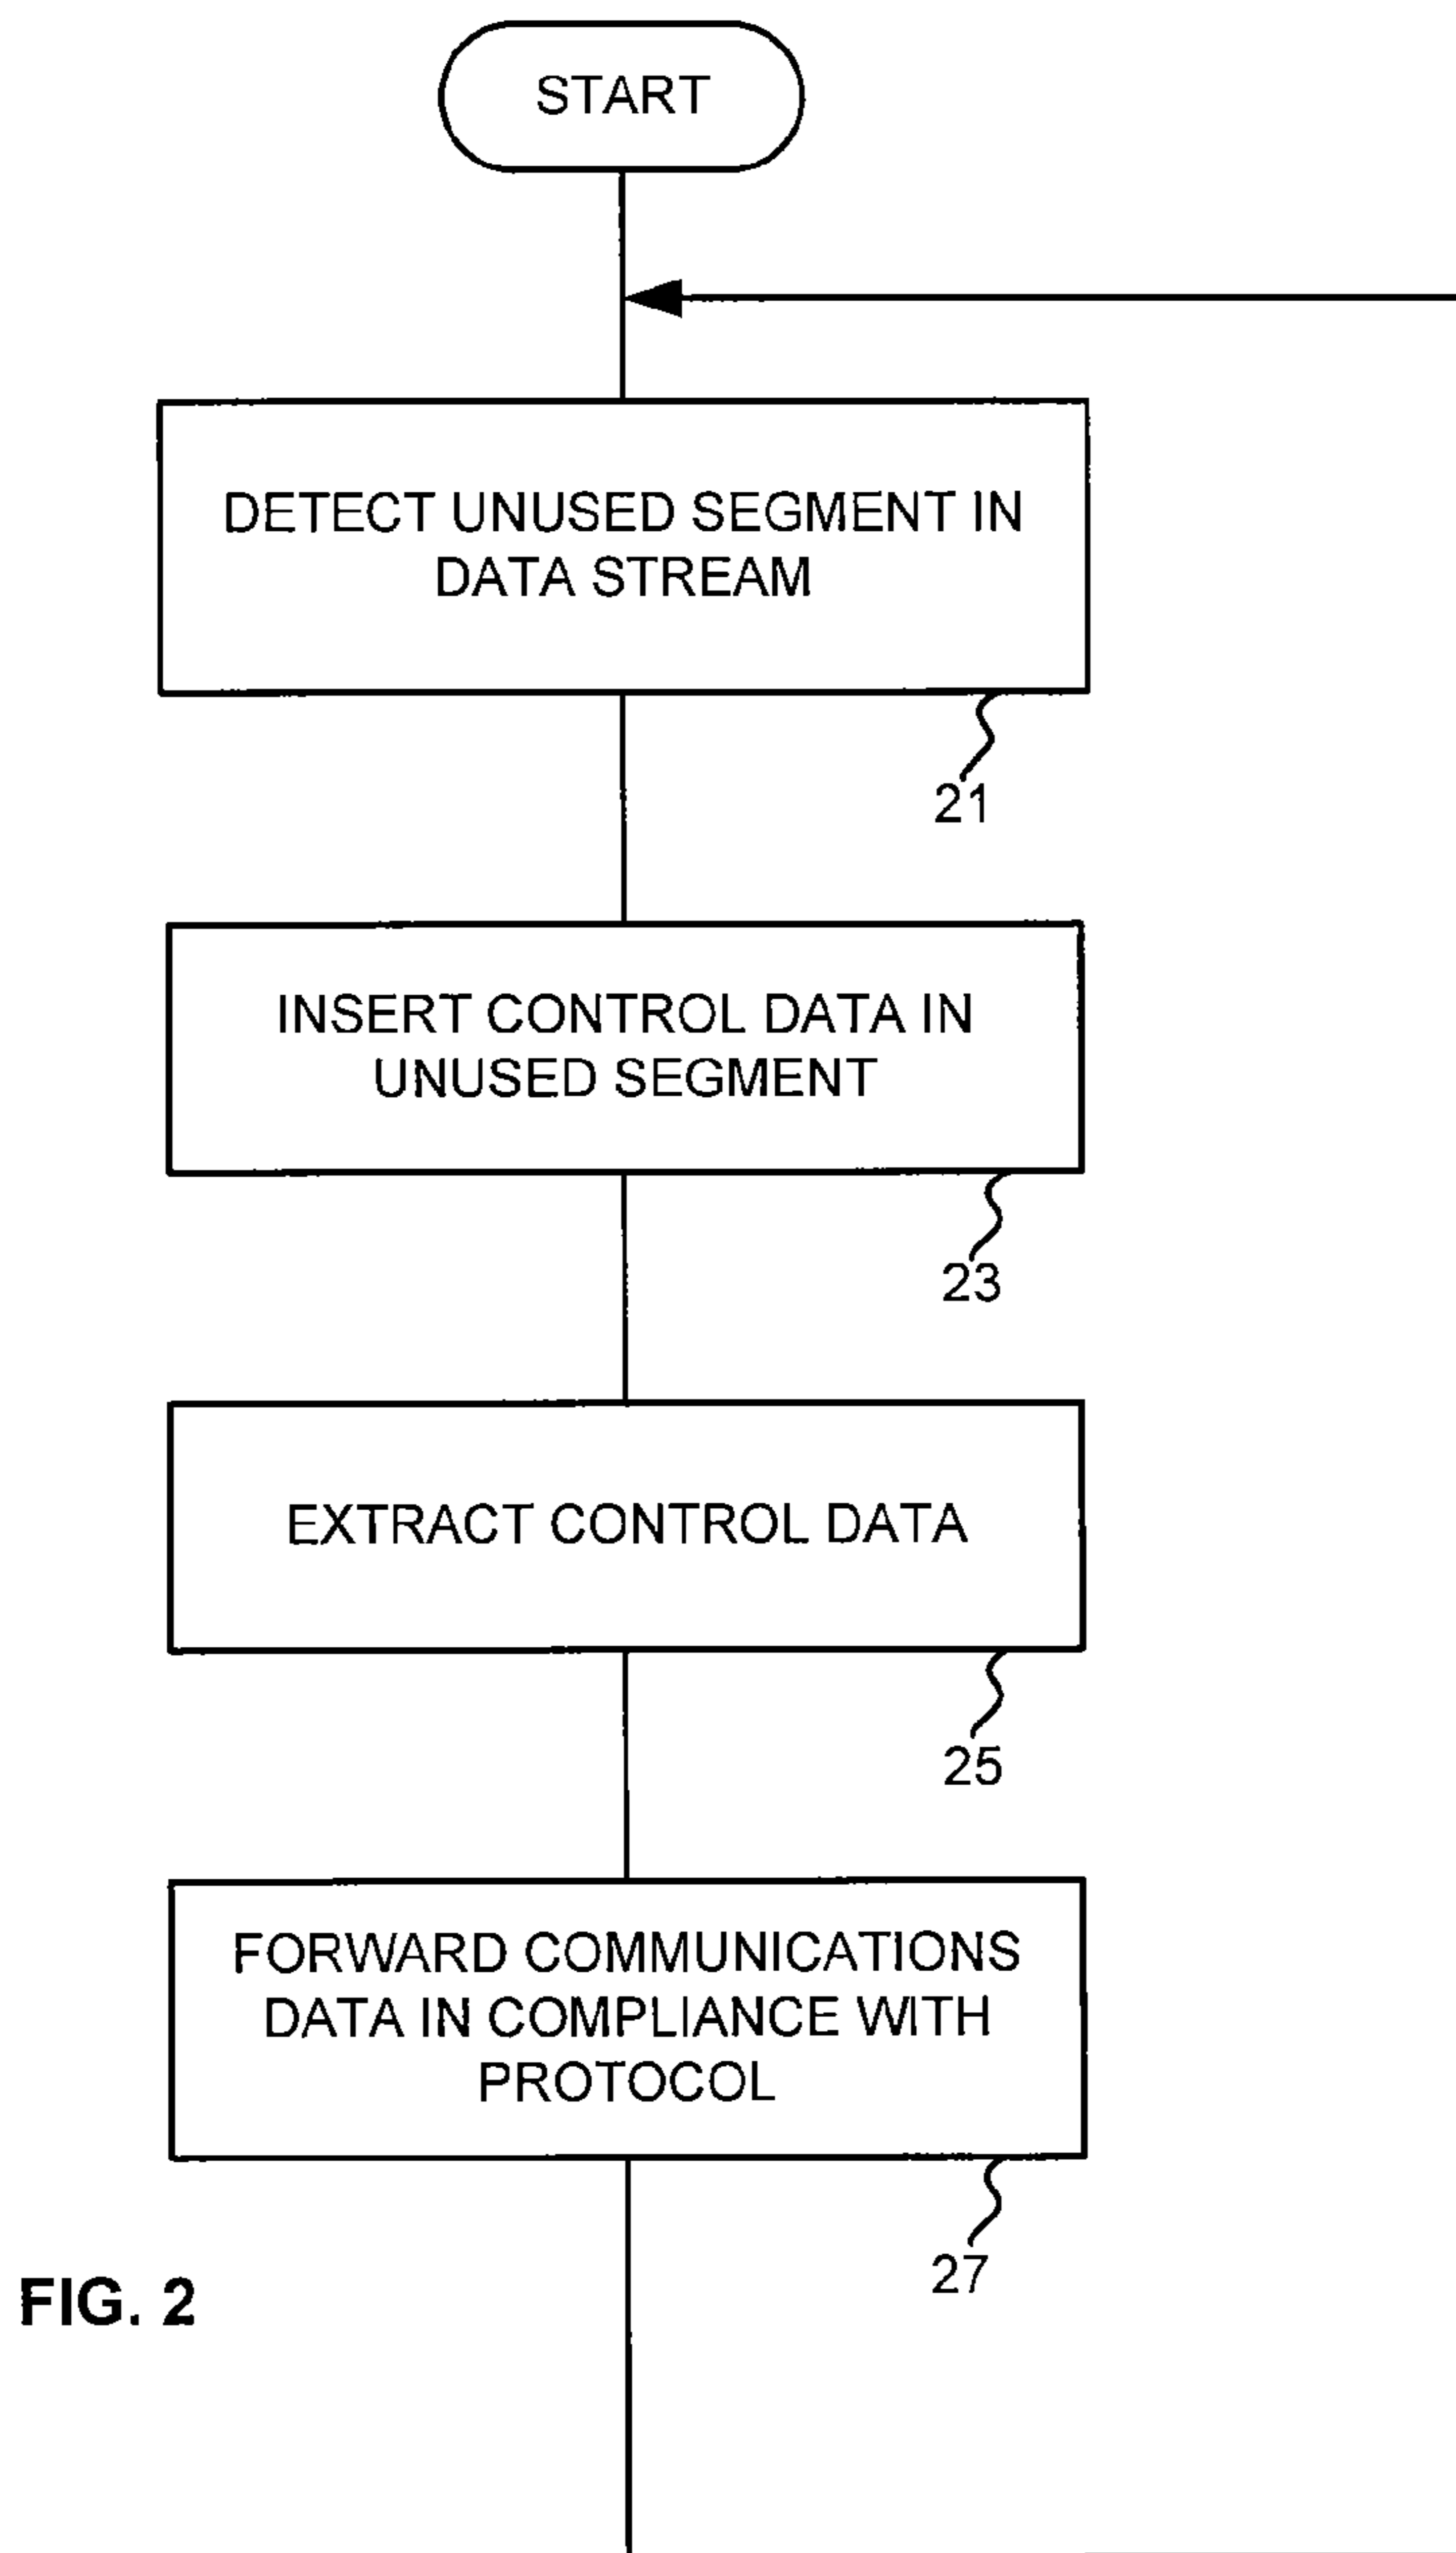 START
DETECT UNUSED SEGMENT IN
DATA STREAM
21
INSERT CONTROL DATA IN
UNUSED SEGMENT
23
EXTRACT CONTROL DATA
25
FORWARD COMMUNICATIONS
DATA IN COMPLIANCE WITH
PROTOCOL
27
FIG. 2